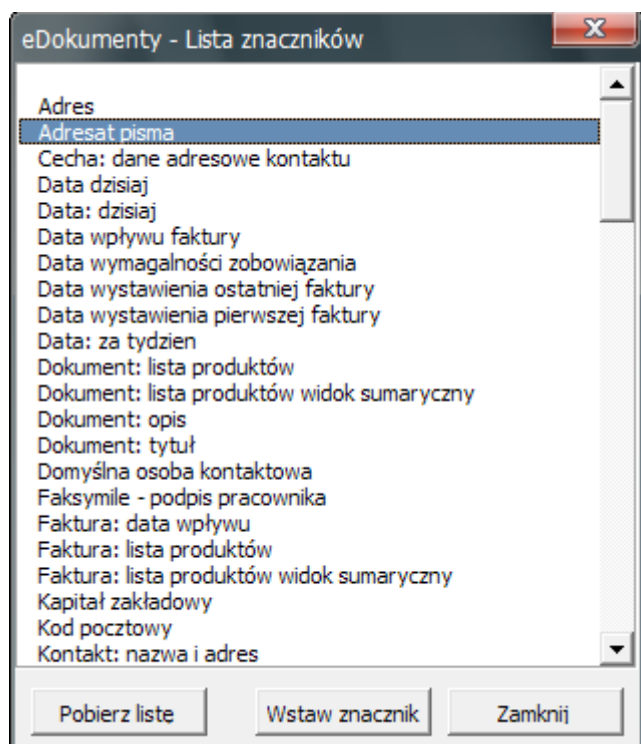 eDokumenty - Lista znaczników
Adres
Adresat pisma
Cecha: dane adresowe kontaktu
Data dzisiaj
Data: dzisiaj
Data wpływu faktury
Data wymagalności zobowiązania
Data wystawienia ostatniej faktury
Data wystawienia pierwszej faktury
Data: za tydzien
Dokument: lista produktów
Dokument: lista produktów widok sumaryczny
Dokument: opis
Dokument: tytuł
Domyślna osoba kontaktowa
Faksymile - podpis pracownika
Faktura: data wpływu
Faktura: lista produktów
Faktura: lista produktów widok sumaryczny
Kapitał zakładowy
Kod pocztowy
Kontakt: nazwa i adres
Pobierz listę Wstaw znacznik Zamknij